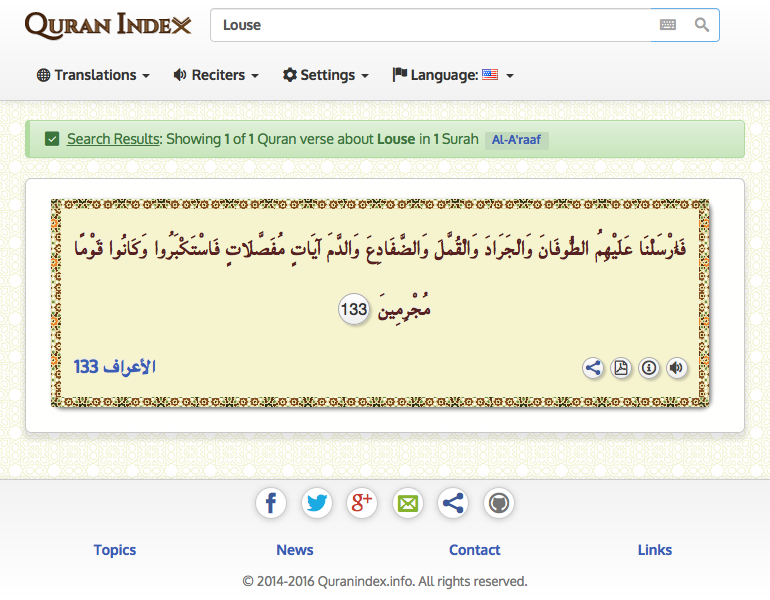 QURAN INDEX
Louse
Translations
Reciters
Settings
Language:
Search Results: Showing 1 of 1 Quran verse about Louse in 1 Surah Al-A'raaf
فَأَرْسَلْنَا عَلَيْهِمُ الطُّوفَانَ وَالْجَرَادَ وَالْقُمَّلَ وَالضَّفَادِعَ وَالدَّمَ آيَاتٍ مُفَصَّلَاتٍ فَاسْتَكْبَرُوا وَكَانُوا قَوْمًا
مُجْرِمِينَ 133
الأعراف 133
f
g+
Topics
News
Contact
Links
© 2014-2016 Quranindex.info. All rights reserved.